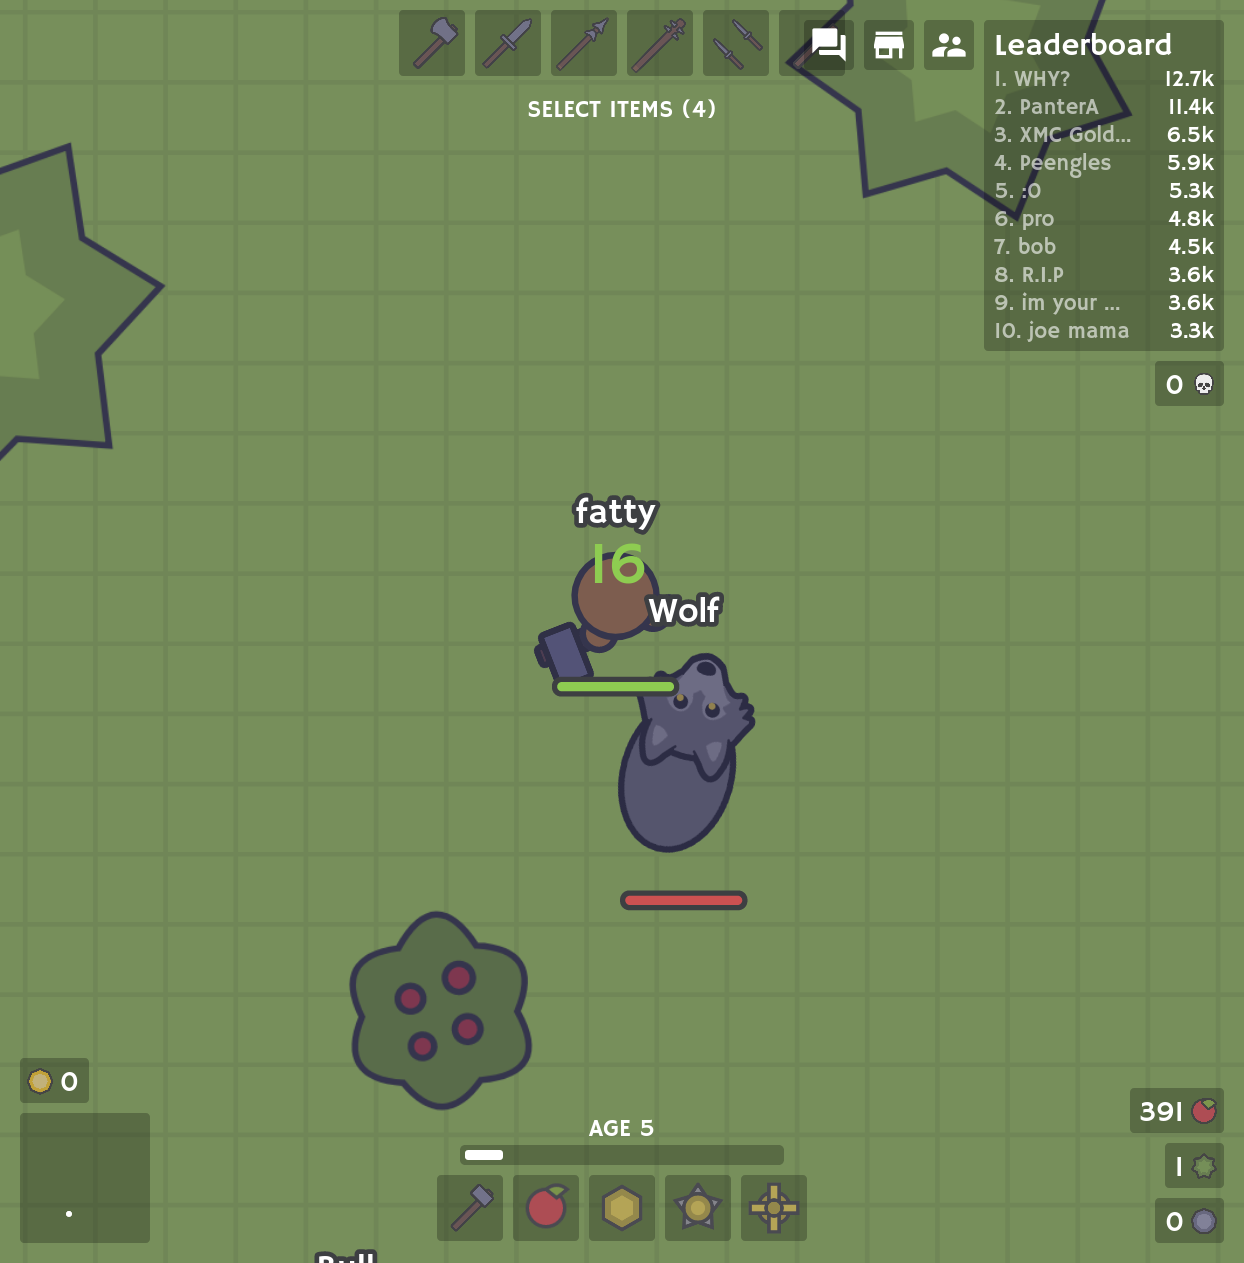 SELECT ITEMS (4)
Leaderboard
1. WHY? 12.7k
2. PanterA 11.4k
3. XMC Gold... 6.5k
4. Peengles 5.9k
5. :0 5.3k
6. pro 4.8k
7. bob 4.5k
8. R.I.P 3.6k
9. im your ... 3.6k
10. joe mama 3.3k
0
fatty
16
Wolf
0
391
AGE 5
1
0
Bull